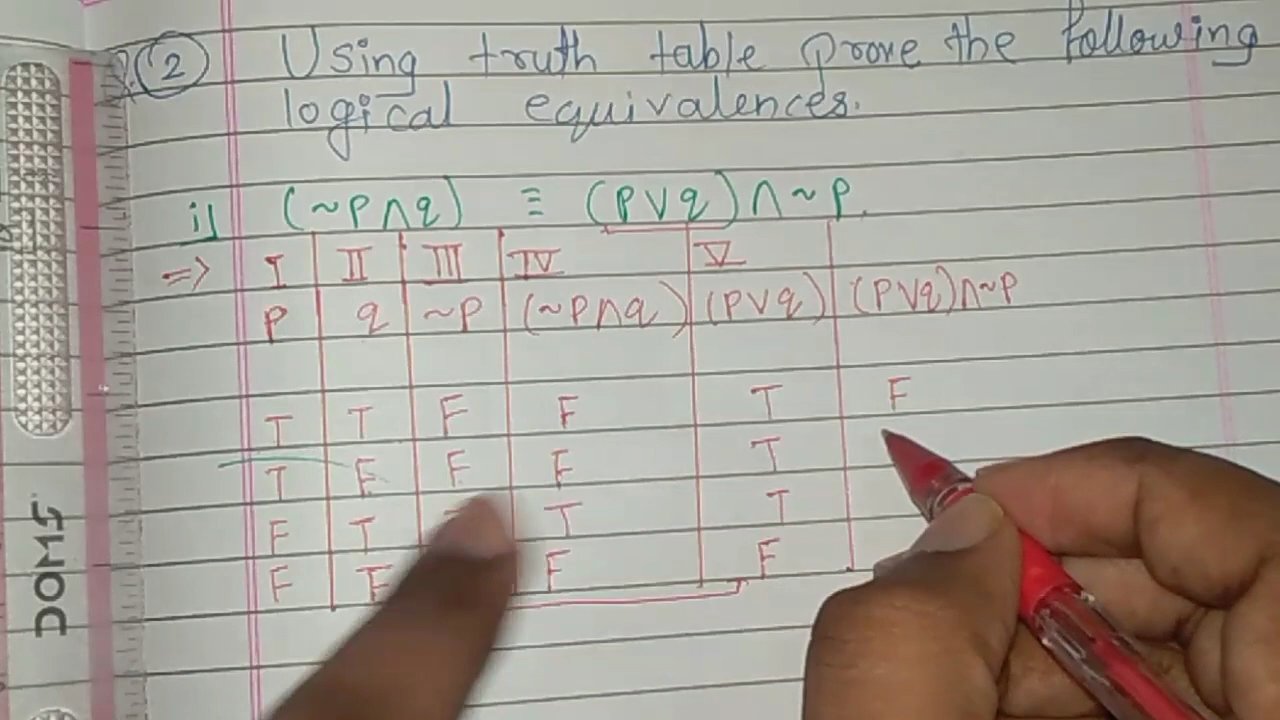 (2) Using truth table prove the following
logical equivalences.
i] (~p ∩ q) ≡ (p ∨ q) ∩ ~p.
=> I II III IV V
p q ~p (~p ∩ q) (p ∨ q) (p ∨ q) ∩ ~p
T T F F T F
T F F F T
F T T T
F F F F
DOMS